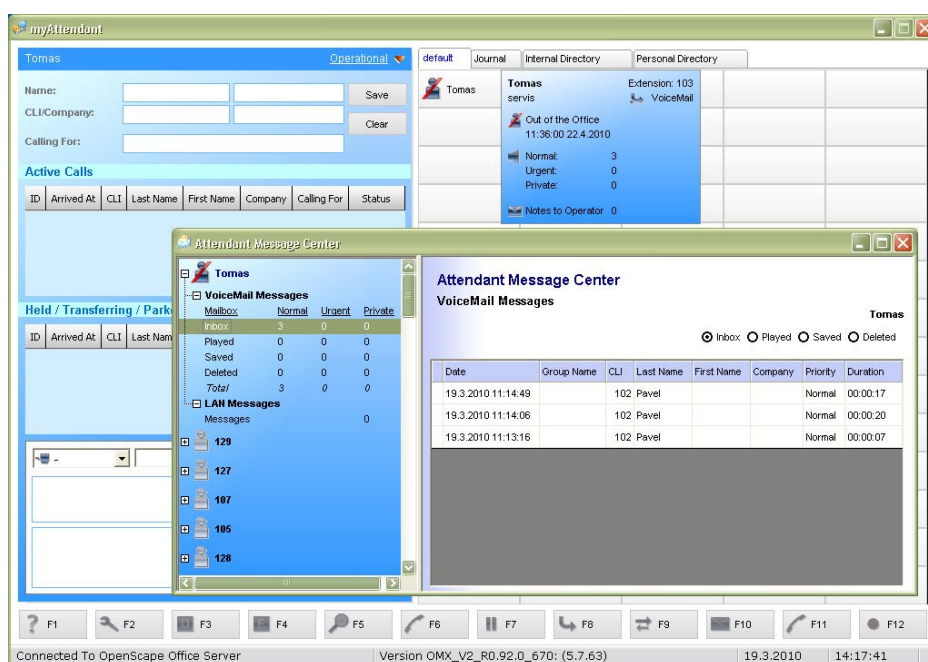 myAttendant
Tomas Operational
Name: Save
CLI/Company: Clear
Calling For:
Active Calls
ID Arrived At CLI Last Name First Name Company Calling For Status
default Journal Internal Directory Personal Directory
Tomas
Tomas Extension: 103
servis VoiceMail
Out of the Office
11:36:00 22.4.2010
Normal: 3
Urgent: 0
Private: 0
Notes to Operator 0
Held / Transferring / Park
ID Arrived At CLI Last Nam
-
Attendant Message Center
Tomas
VoiceMail Messages
Mailbox Normal Urgent Private
Inbox 3 0 0
Played 0 0 0
Saved 0 0 0
Deleted 0 0 0
Total 3 0 0
LAN Messages
Messages 0
129
127
107
105
128
Attendant Message Center
VoiceMail Messages
Tomas
Inbox Played Saved Deleted
Date Group Name CLI Last Name First Name Company Priority Duration
19.3.2010 11:14:49 102 Pavel Normal 00:00:17
19.3.2010 11:14:06 102 Pavel Normal 00:00:20
19.3.2010 11:13:16 102 Pavel Normal 00:00:07
F1 F2 F3 F4 F5 F6 F7 F8 F9 F10 F11 F12
Connected To OpenScape Office Server Version OMX_V2_R0.92.0_670: (5.7.63) 19.3.2010 14:17:41